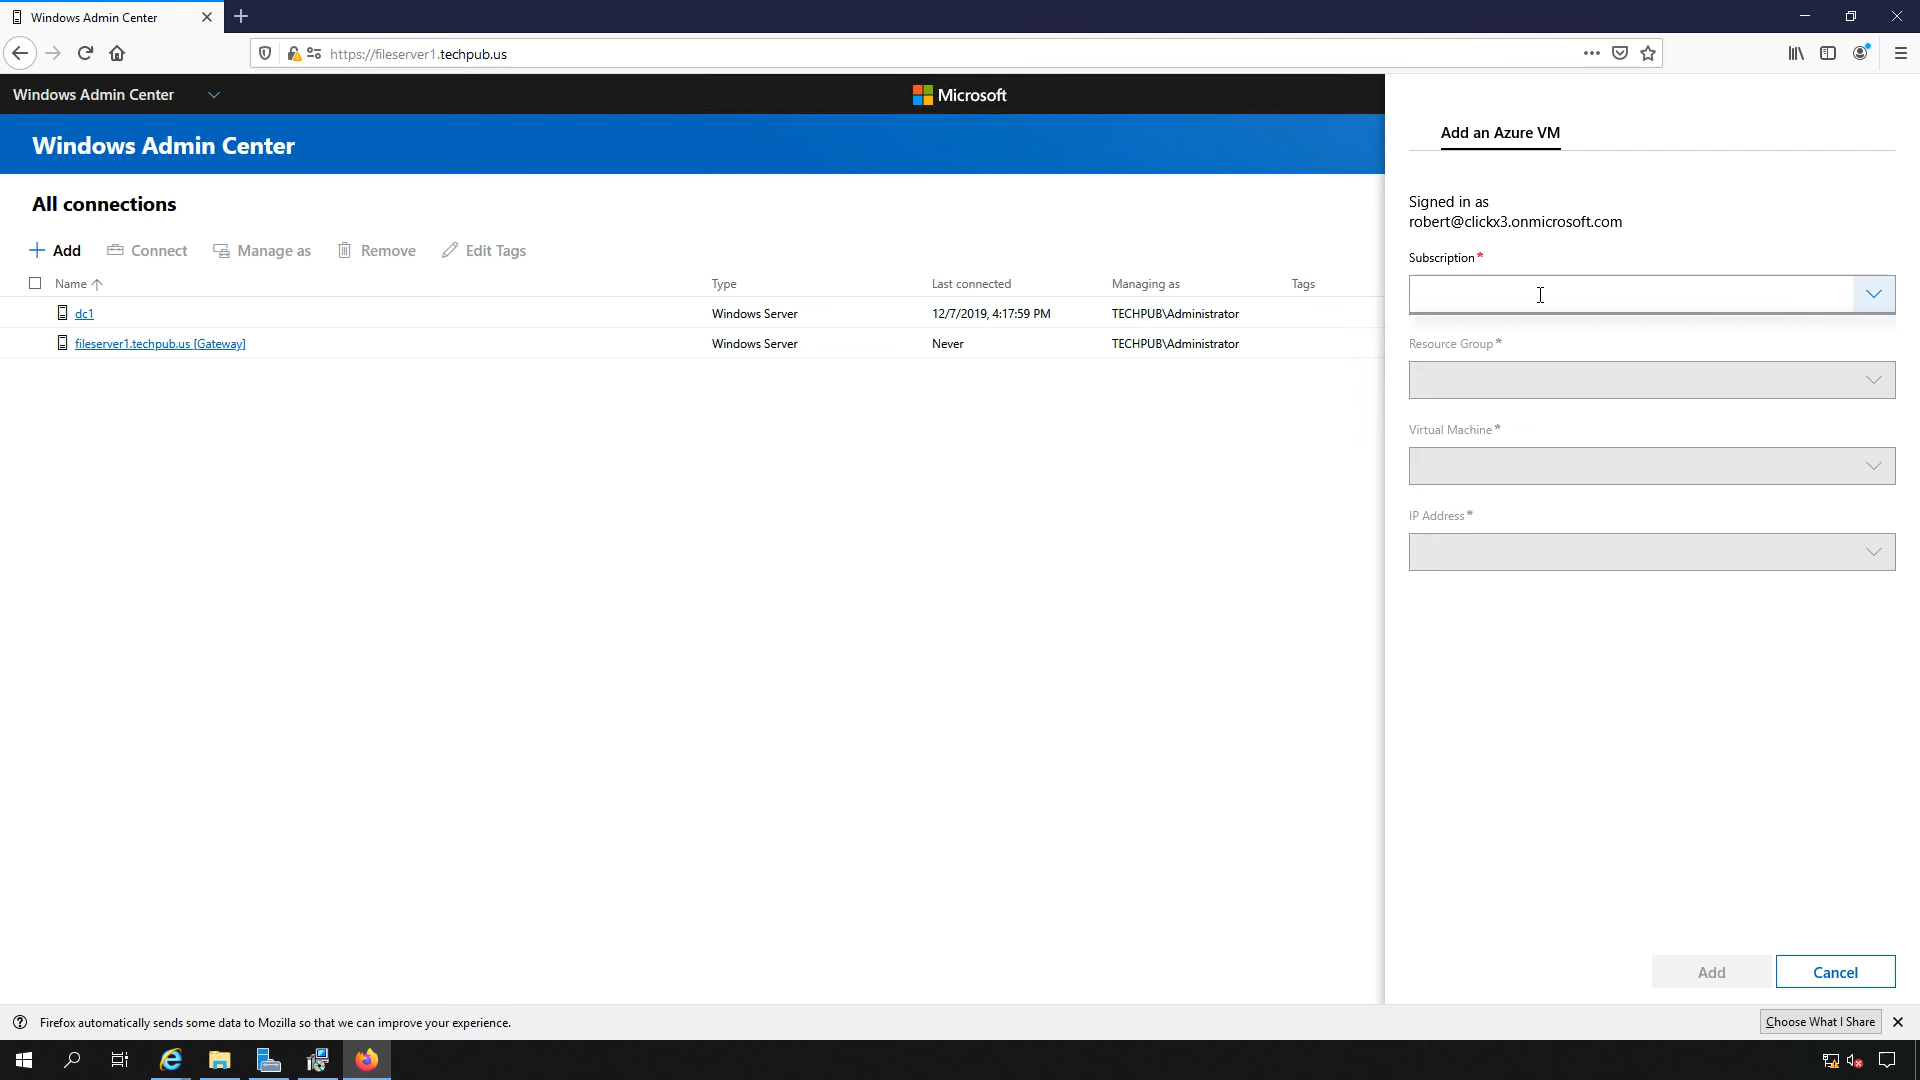 Windows Admin Center
https://fileserver1.techpub.us
Windows Admin Center
Microsoft
Windows Admin Center
All connections
Add
Connect
Manage as
Remove
Edit Tags
Name
Type
Last connected
Managing as
Tags
dc1
Windows Server
12/7/2019, 4:17:59 PM
TECHPUB\Administrator
fileserver1.techpub.us [Gateway]
Windows Server
Never
TECHPUB\Administrator
Add an Azure VM
Signed in as
robert@clickx3.onmicrosoft.com
Subscription*
Resource Group*
Virtual Machine*
IP Address*
Add
Cancel
Firefox automatically sends some data to Mozilla so that we can improve your experience.
Choose What I Share